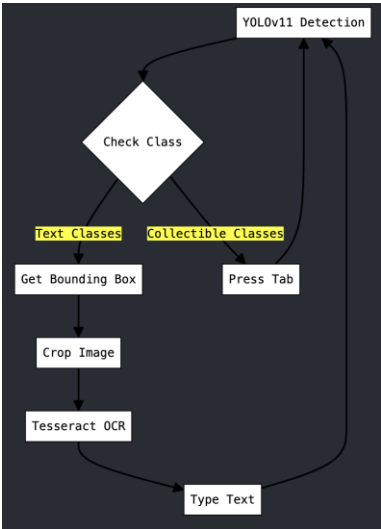 YOLOv11 Detection
Check Class
Text Classes
Collectible Classes
Get Bounding Box
Press Tab
Crop Image
Tesseract OCR
Type Text